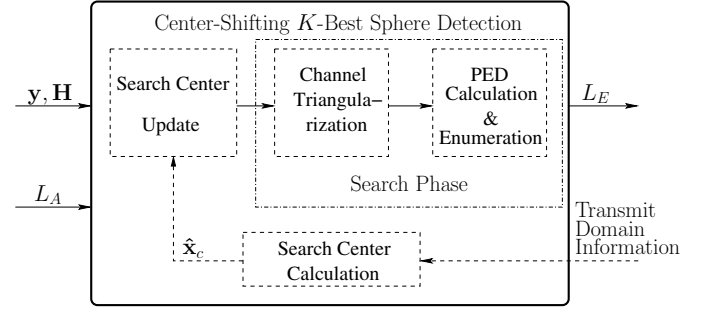 Center-Shifting K-Best Sphere Detection
Search Center
Update
Channel
Triangula-
rization
PED
Calculation
&
Enumeration
Search Phase
y, H
L_A
L_E
Transmit
Domain
Information
x̂_c
Search Center
Calculation